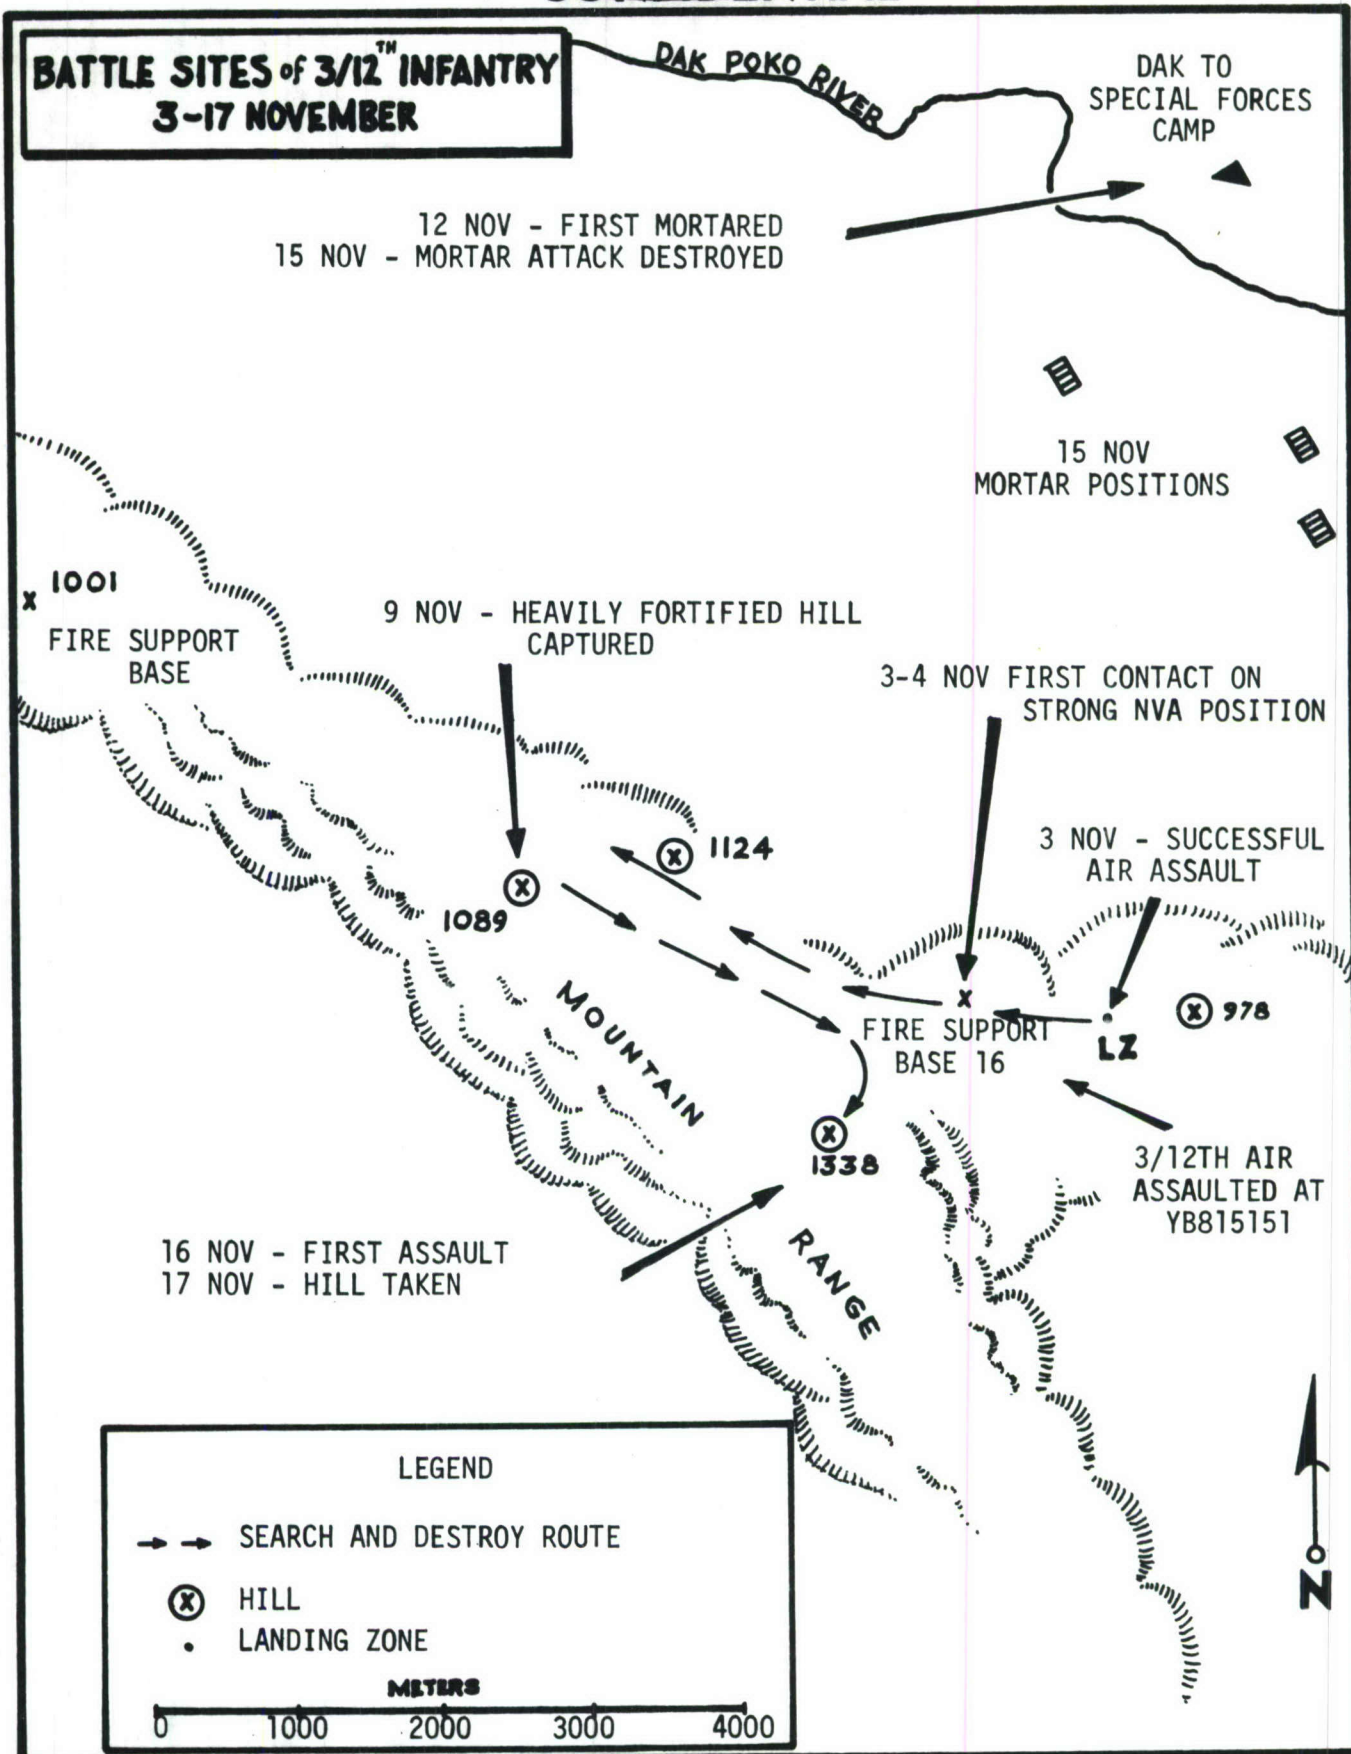 BATTLE SITES of 3/12TH INFANTRY
3-17 NOVEMBER
DAK POKO RIVER
DAK TO
SPECIAL FORCES
CAMP
12 NOV - FIRST MORTARED
15 NOV - MORTAR ATTACK DESTROYED
15 NOV
MORTAR POSITIONS
x 1001
FIRE SUPPORT
BASE
9 NOV - HEAVILY FORTIFIED HILL
CAPTURED
3-4 NOV FIRST CONTACT ON
STRONG NVA POSITION
3 NOV - SUCCESSFUL
AIR ASSAULT
x 1124
x
1089
x
FIRE SUPPORT
BASE 16
LZ
x 978
MOUNTAIN
RANGE
x
1338
3/12TH AIR
ASSAULTED AT
YB815151
16 NOV - FIRST ASSAULT
17 NOV - HILL TAKEN
LEGEND
SEARCH AND DESTROY ROUTE
x HILL
LANDING ZONE
METERS
0 1000 2000 3000 4000
N